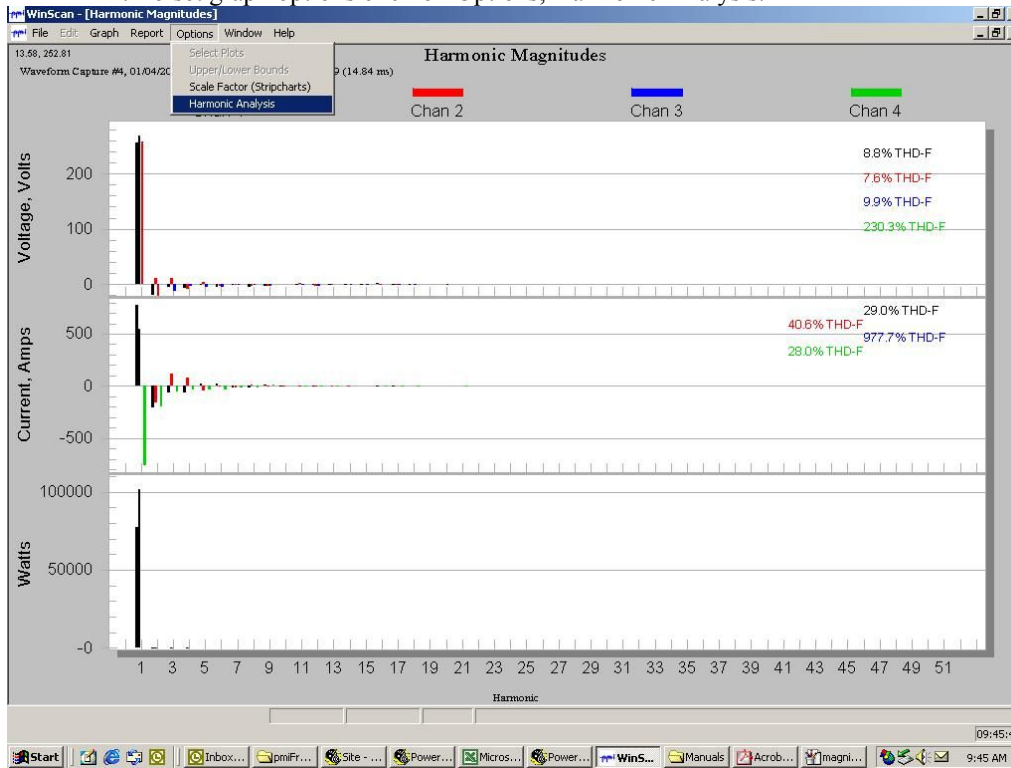 WinScan - [Harmonic Magnitudes]
File Edit Graph Report Options Window Help
13.58, 252.81
Harmonic Magnitudes
Waveform Capture #4, 01/04/20
9 (14.84 ms)
Select Plots
Upper/Lower Bounds
Scale Factor (Stripcharts)
Harmonic Analysis
Chan 2 Chan 3 Chan 4
Voltage, Volts
200
100
0
8.8% THD-F
7.6% THD-F
9.9% THD-F
230.3% THD-F
Current, Amps
500
0
-500
29.0% THD-F
40.6% THD-F
977.7% THD-F
28.0% THD-F
Watts
100000
50000
-0
1 3 5 7 9 11 13 15 17 19 21 23 25 27 29 31 33 35 37 39 41 43 45 47 49 51
Harmonic
09:45:4
Start Inbox... pmiFr... Site - ... Power... Micros... Power... WinS... Manuals Acrob... magni... 9:45 AM